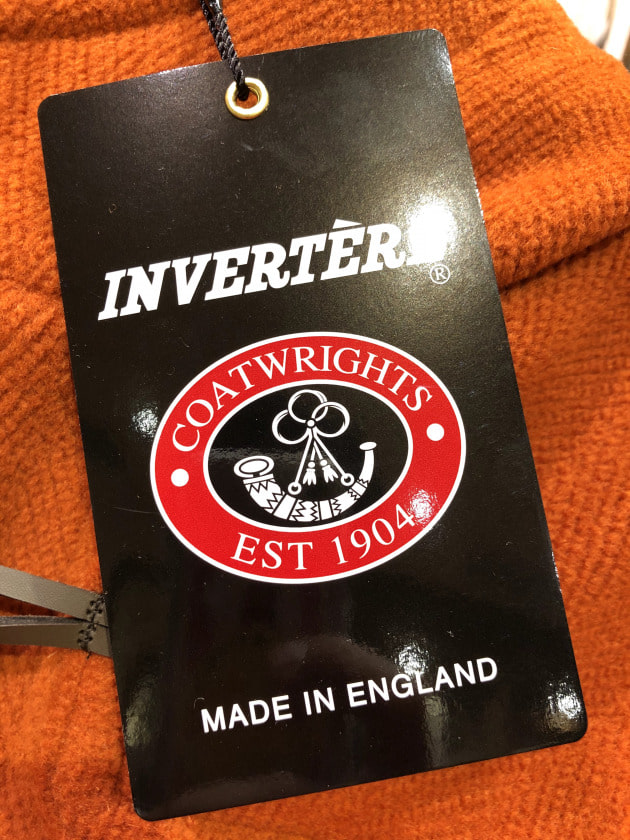 INVERTÈRE
®
COATWRIGHTS
EST 1904
MADE IN ENGLAND